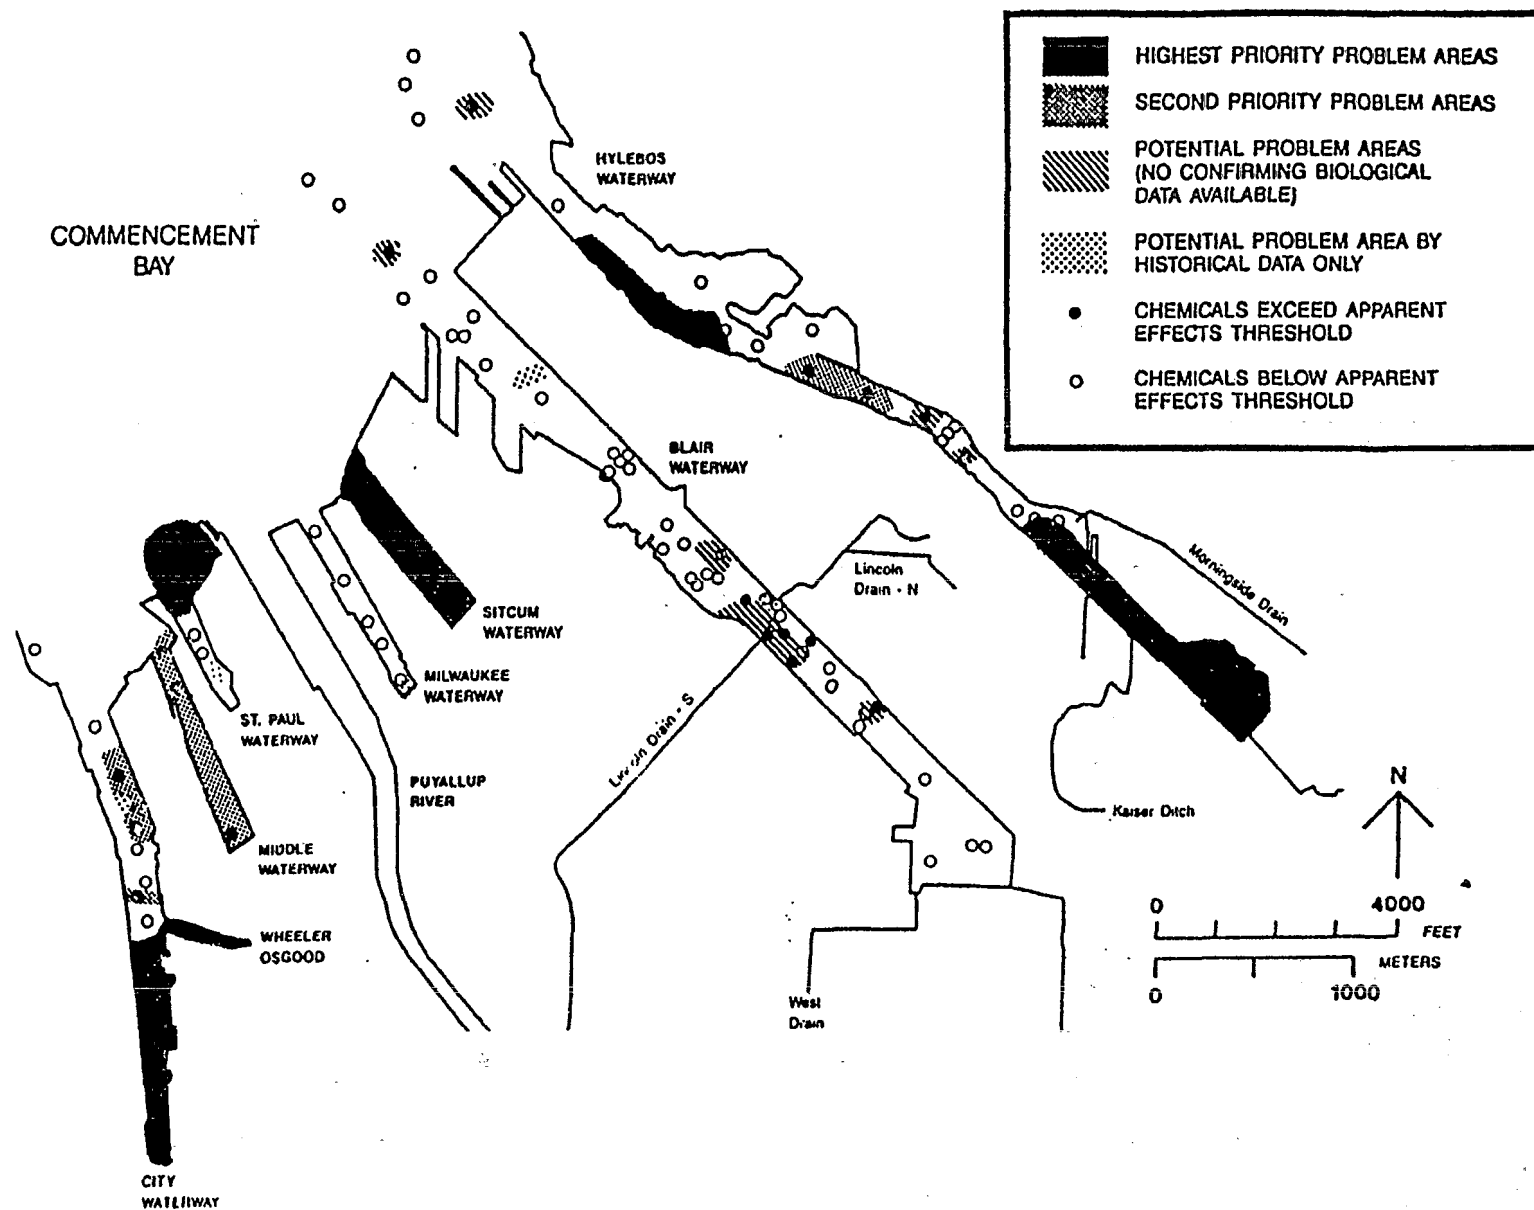 HIGHEST PRIORITY PROBLEM AREAS
SECOND PRIORITY PROBLEM AREAS
POTENTIAL PROBLEM AREAS
(NO CONFIRMING BIOLOGICAL
DATA AVAILABLE)
POTENTIAL PROBLEM AREA BY
HISTORICAL DATA ONLY
CHEMICALS EXCEED APPARENT
EFFECTS THRESHOLD
CHEMICALS BELOW APPARENT
EFFECTS THRESHOLD
HYLEBOS
WATERWAY
COMMENCEMENT
BAY
BLAIR
WATERWAY
Lincoln
Drain - N
Morningside Drain
SITCUM
WATERWAY
MILWAUKEE
WATERWAY
ST. PAUL
WATERWAY
Lincoln Drain - S
PUYALLUP
RIVER
Kaiser Ditch
N
MIDDLE
WATERWAY
0 4000
FEET
METERS
0 1000
WHEELER
OSGOOD
West
Drain
CITY
WATERWAY